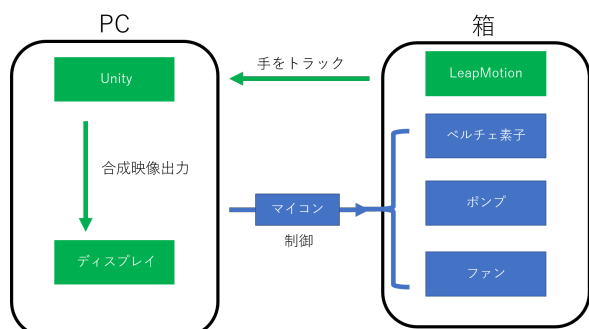 PC
箱
Unity
手をトラック
LeapMotion
合成映像出力
ペルチェ素子
マイコン
制御
ポンプ
ディスプレイ
ファン